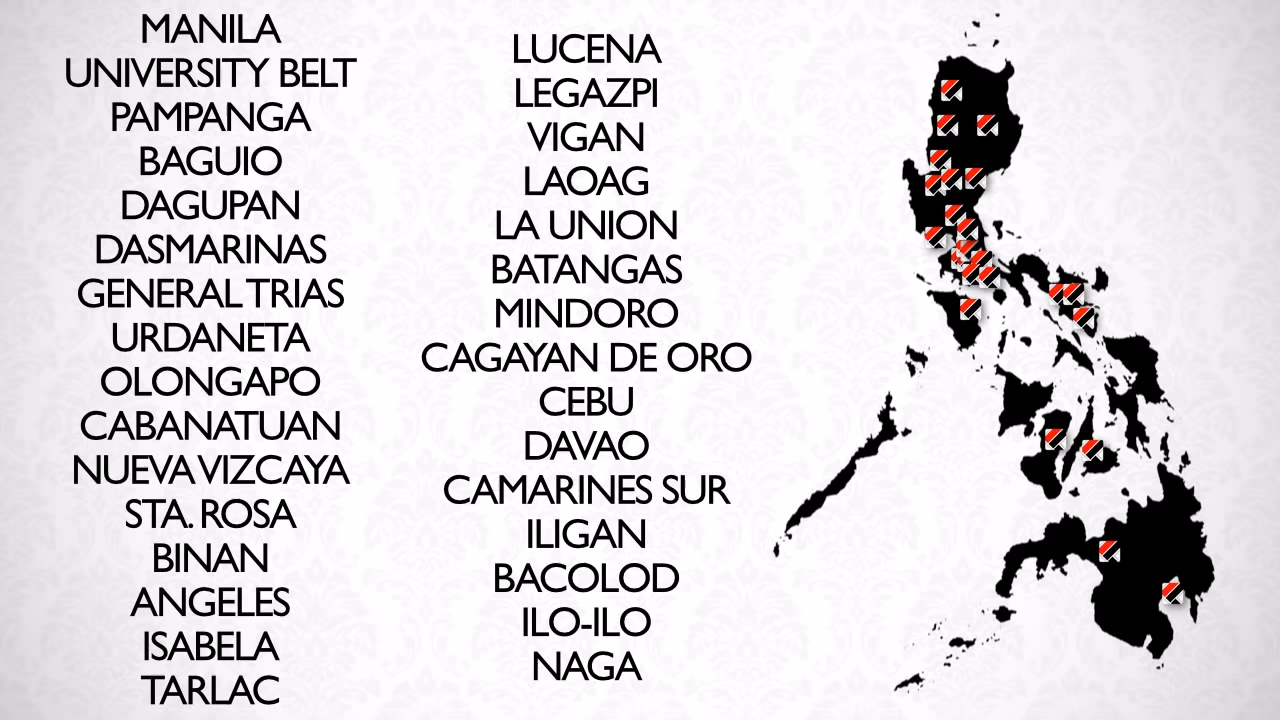 MANILA
UNIVERSITY BELT
PAMPANGA
BAGUIO
DAGUPAN
DASMARINAS
GENERAL TRIAS
URDANETA
OLONGAPO
CABANATUAN
NUEVA VIZCAYA
STA. ROSA
BINAN
ANGELES
ISABELA
TARLAC
LUCENA
LEGAZPI
VIGAN
LAOAG
LA UNION
BATANGAS
MINDORO
CAGAYAN DE ORO
CEBU
DAVAO
CAMARINES SUR
ILIGAN
BACOLOD
ILO-ILO
NAGA